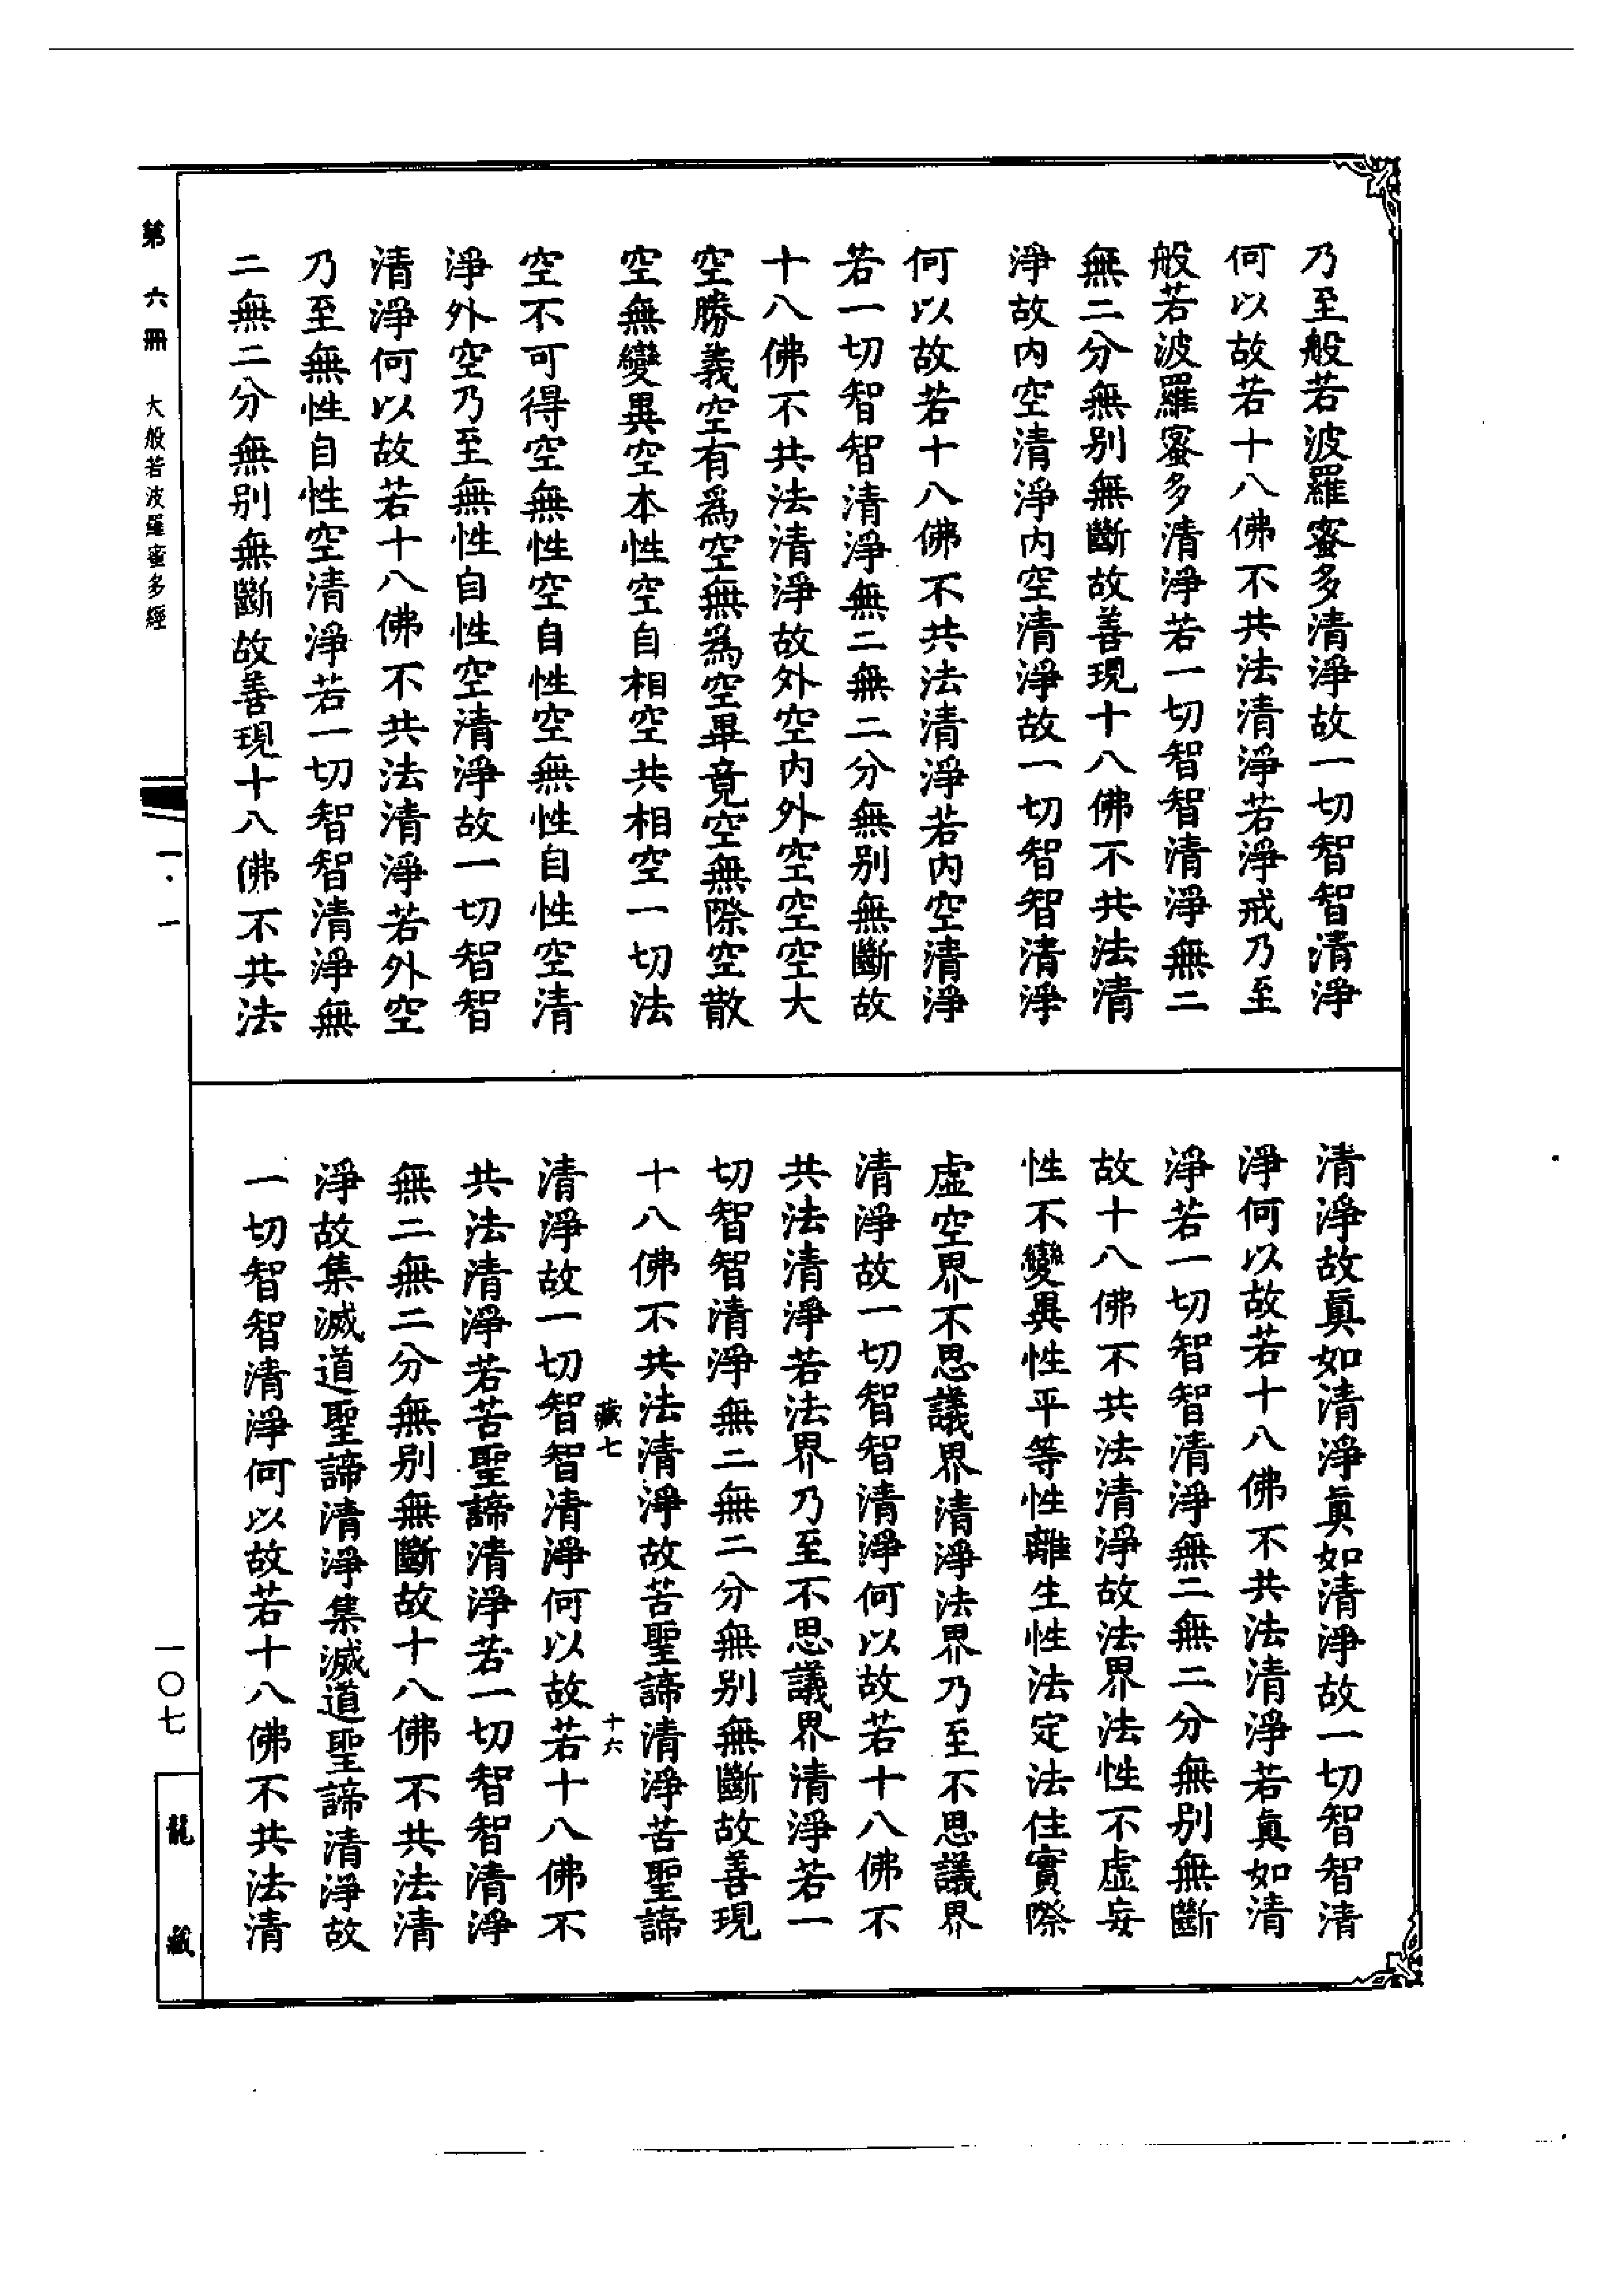 乃至般若波羅蜜多清淨故一切智智清淨
何以故若十八佛不共法清淨若淨戒乃至
般若波羅蜜多清淨若一切智智清淨無二
無二分無別無斷故善現十八佛不共法清
淨故內空清淨內空清淨故一切智智清淨
何以故若十八佛不共法清淨若內空清淨
若一切智智清淨無二無二分無別無斷故
十八佛不共法清淨故外空內外空空空大
空勝義空有為空無為空畢竟空無際空散
空無變異空本性空自相空共相空一切法
空不可得空無性空自性空無性自性空清
淨外空乃至無性自性空清淨故一切智智
清淨何以故若十八佛不共法清淨若外空
乃至無性自性空清淨若一切智智清淨無
二無二分無別無斷故善現十八佛不共法
清淨故真如清淨真如清淨故一切智智清
淨何以故若十八佛不共法清淨若真如清
淨若一切智智清淨無二無二分無別無斷
故十八佛不共法清淨故法界法性不虛妄
性不變異性平等性離生性法定法住實際
虛空界不思議界清淨法界乃至不思議界
清淨故一切智智清淨何以故若十八佛不
共法清淨若法界乃至不思議界清淨若一
切智智清淨無二無二分無別無斷故善現
十八佛不共法清淨故苦聖諦清淨苦聖諦
藏七 十六
清淨故一切智智清淨何以故若十八佛不
共法清淨若苦聖諦清淨若一切智智清淨
無二無二分無別無斷故十八佛不共法清
淨故集滅道聖諦清淨集滅道聖諦清淨故
一切智智清淨何以故若十八佛不共法清
第六冊 大般若波羅蜜多經 一·一
一〇七
龍藏